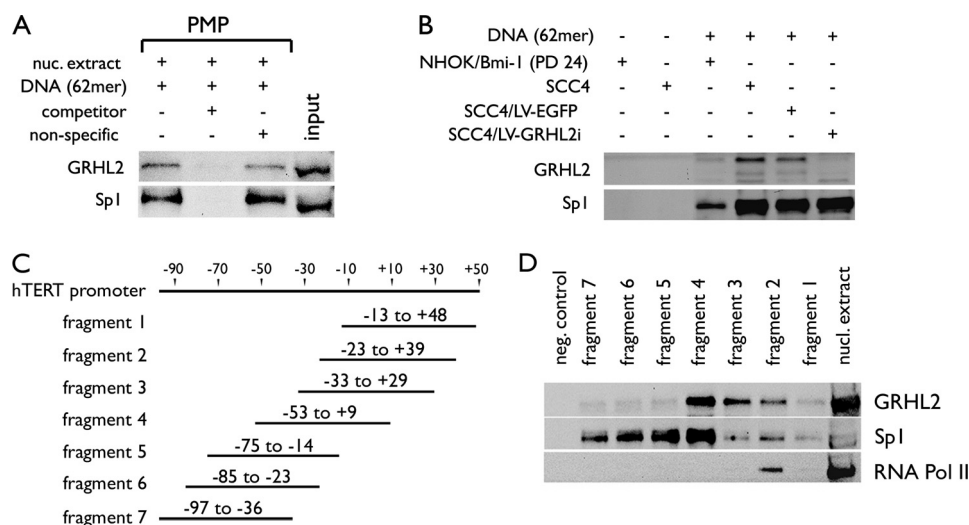 A
PMP
nuc. extract + + +
DNA (62mer) + + +
competitor - + -
non-specific - - +
input
GRHL2
Sp1
B
DNA (62mer) - - + + + +
NHOK/Bmi-1 (PD 24) + - + - - -
SCC4 - + - + - -
SCC4/LV-EGFP - - - - + -
SCC4/LV-GRHL2i - - - - - +
GRHL2
Sp1
C
-90 -70 -50 -30 -10 +10 +30 +50
hTERT promoter
fragment 1 -13 to +48
fragment 2 -23 to +39
fragment 3 -33 to +29
fragment 4 -53 to +9
fragment 5 -75 to -14
fragment 6 -85 to -23
fragment 7 -97 to -36
D
neg. control
fragment 7
fragment 6
fragment 5
fragment 4
fragment 3
fragment 2
fragment 1
nucl. extract
GRHL2
Sp1
RNA Pol II